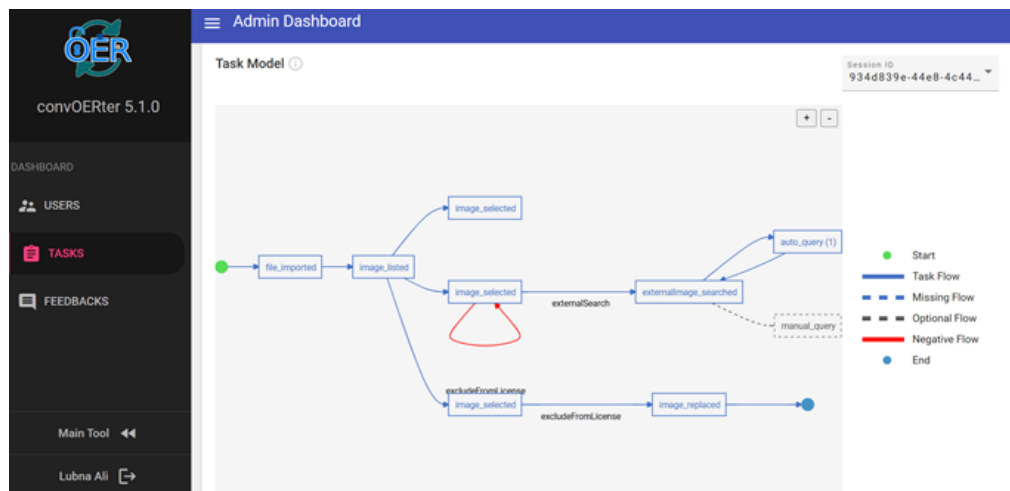 OER
convOERter 5.1.0
DASHBOARD
USERS
TASKS
FEEDBACKS
Main Tool
Lubna Ali
Admin Dashboard
Task Model
Session ID
934d839e-44e8-4c44…
+ -
image_selected
auto_query (1)
file_imported
image_listed
image_selected
externalSearch
externalImage_searched
manual_query
excludeFromLicense
image_selected
excludeFromLicense
image_replaced
Start
Task Flow
Missing Flow
Optional Flow
Negative Flow
End